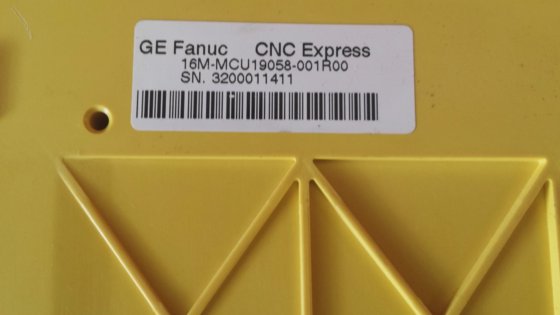 GE Fanuc CNC Express
16M-MCU19058-001R00
SN. 3200011411